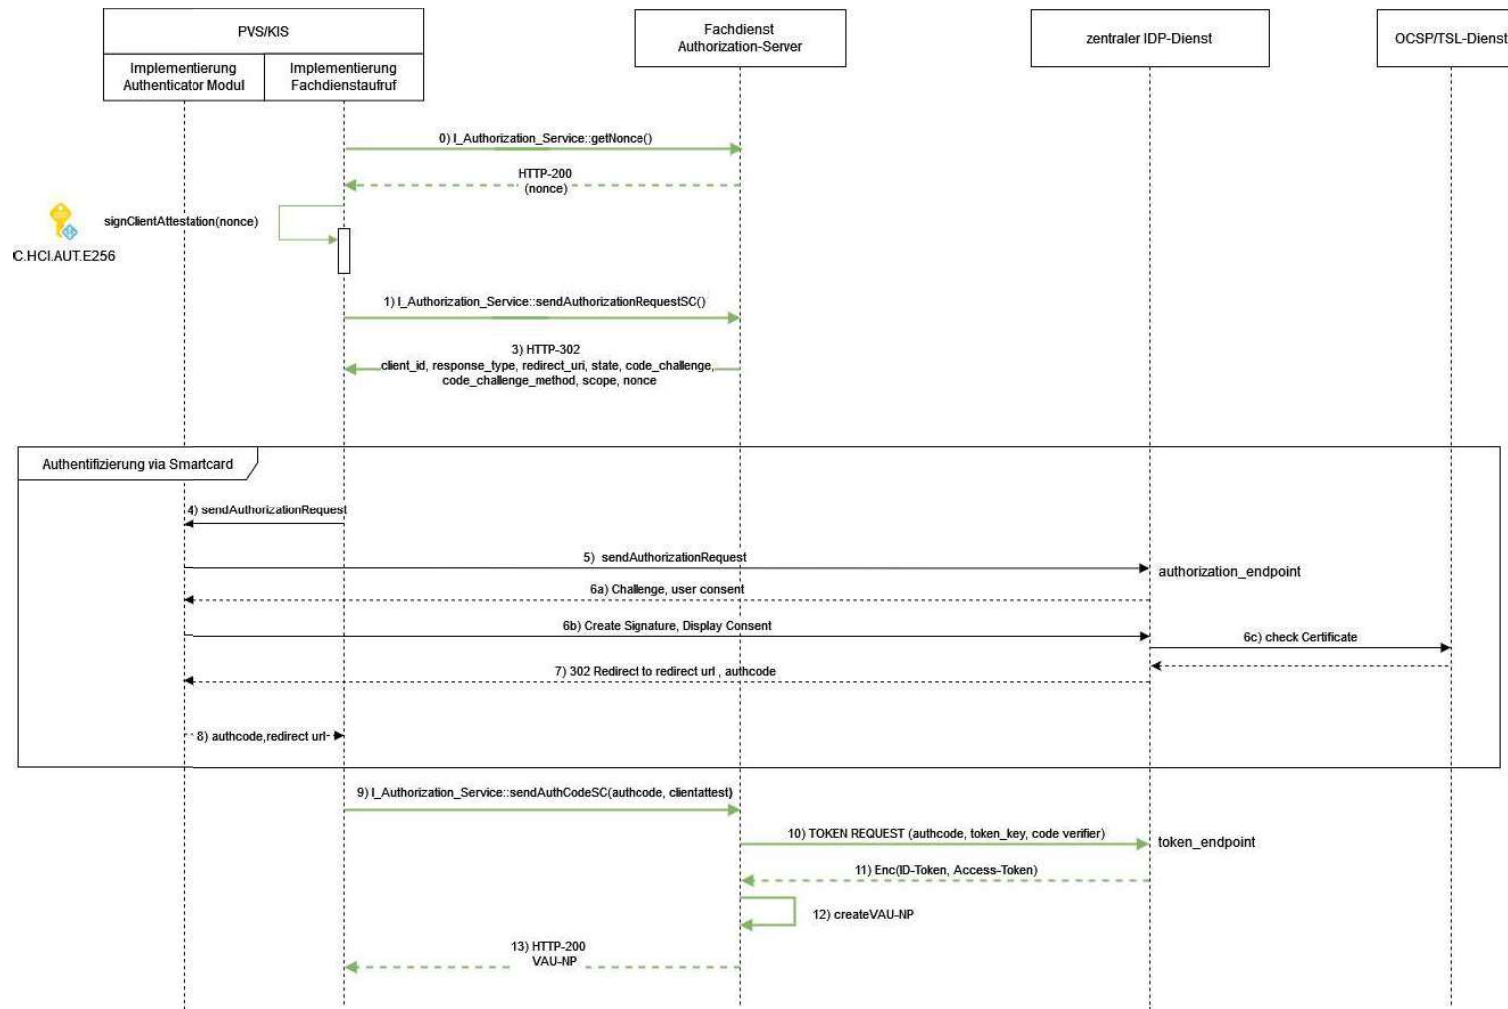 PVS/KIS
Implementierung
Authenticator Modul
Implementierung
Fachdienstaufruf
Fachdienst
Authorization-Server
zentraler IDP-Dienst
OCSP/TSL-Dienst
0) I_Authorization_Service::getNonce()
HTTP-200
(nonce)
signClientAttestation(nonce)
C.HCI.AUT.E256
1) I_Authorization_Service::sendAuthorizationRequestSC()
3) HTTP-302
client_id, response_type, redirect_uri, state, code_challenge,
code_challenge_method, scope, nonce
Authentifizierung via Smartcard
4) sendAuthorizationRequest
5) sendAuthorizationRequest
authorization_endpoint
6a) Challenge, user consent
6b) Create Signature, Display Consent
6c) check Certificate
7) 302 Redirect to redirect url , authcode
8) authcode,redirect url
9) I_Authorization_Service::sendAuthCodeSC(authcode, clientattest)
10) TOKEN REQUEST (authcode, token_key, code verifier)
token_endpoint
11) Enc(ID-Token, Access-Token)
12) createVAU-NP
13) HTTP-200
VAU-NP